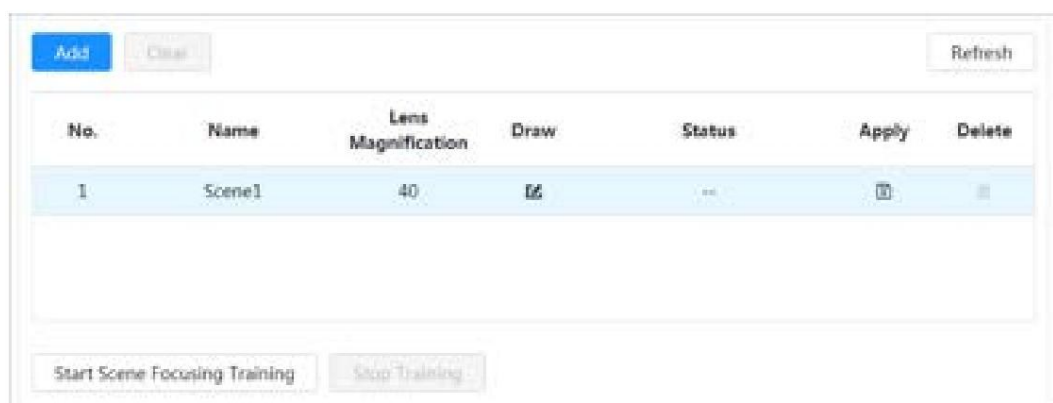 Add Clear Refresh
No. Name Lens Magnification Draw Status Apply Delete
1 Scene1 40 --
Start Scene Focusing Training Stop Training